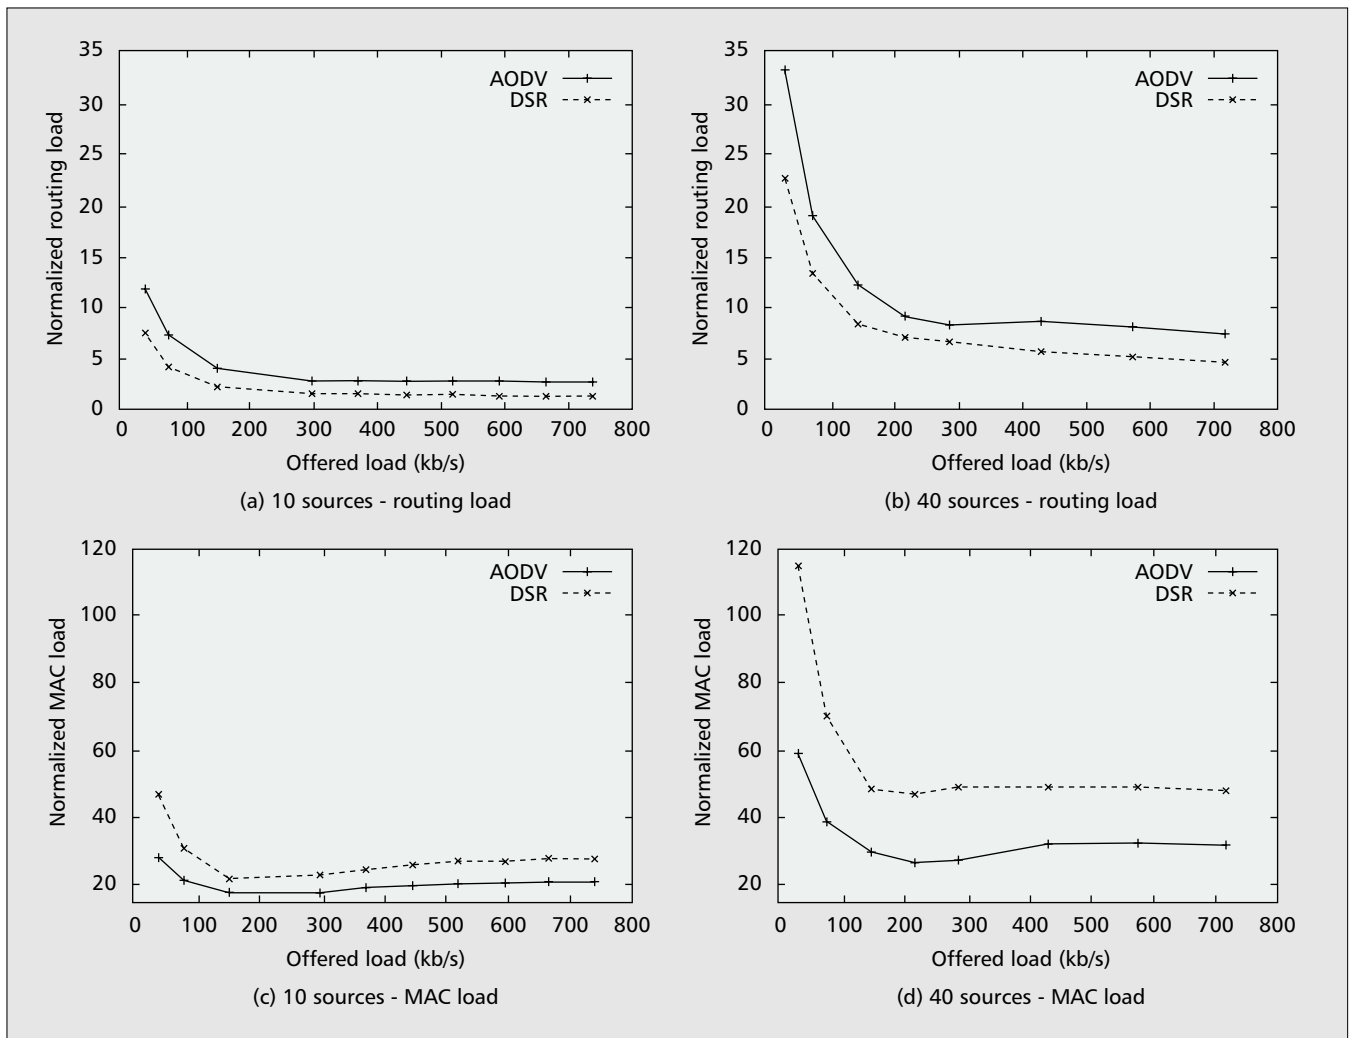 35
30
25
20
15
10
5
0
Normalized routing load
AODV
DSR
0 100 200 300 400 500 600 700 800
Offered load (kb/s)
(a) 10 sources - routing load
35
30
25
20
15
10
5
0
Normalized routing load
AODV
DSR
0 100 200 300 400 500 600 700 800
Offered load (kb/s)
(b) 40 sources - routing load
120
100
80
60
40
20
Normalized MAC load
AODV
DSR
0 100 200 300 400 500 600 700 800
Offered load (kb/s)
(c) 10 sources - MAC load
120
100
80
60
40
20
Normalized MAC load
AODV
DSR
0 100 200 300 400 500 600 700 800
Offered load (kb/s)
(d) 40 sources - MAC load